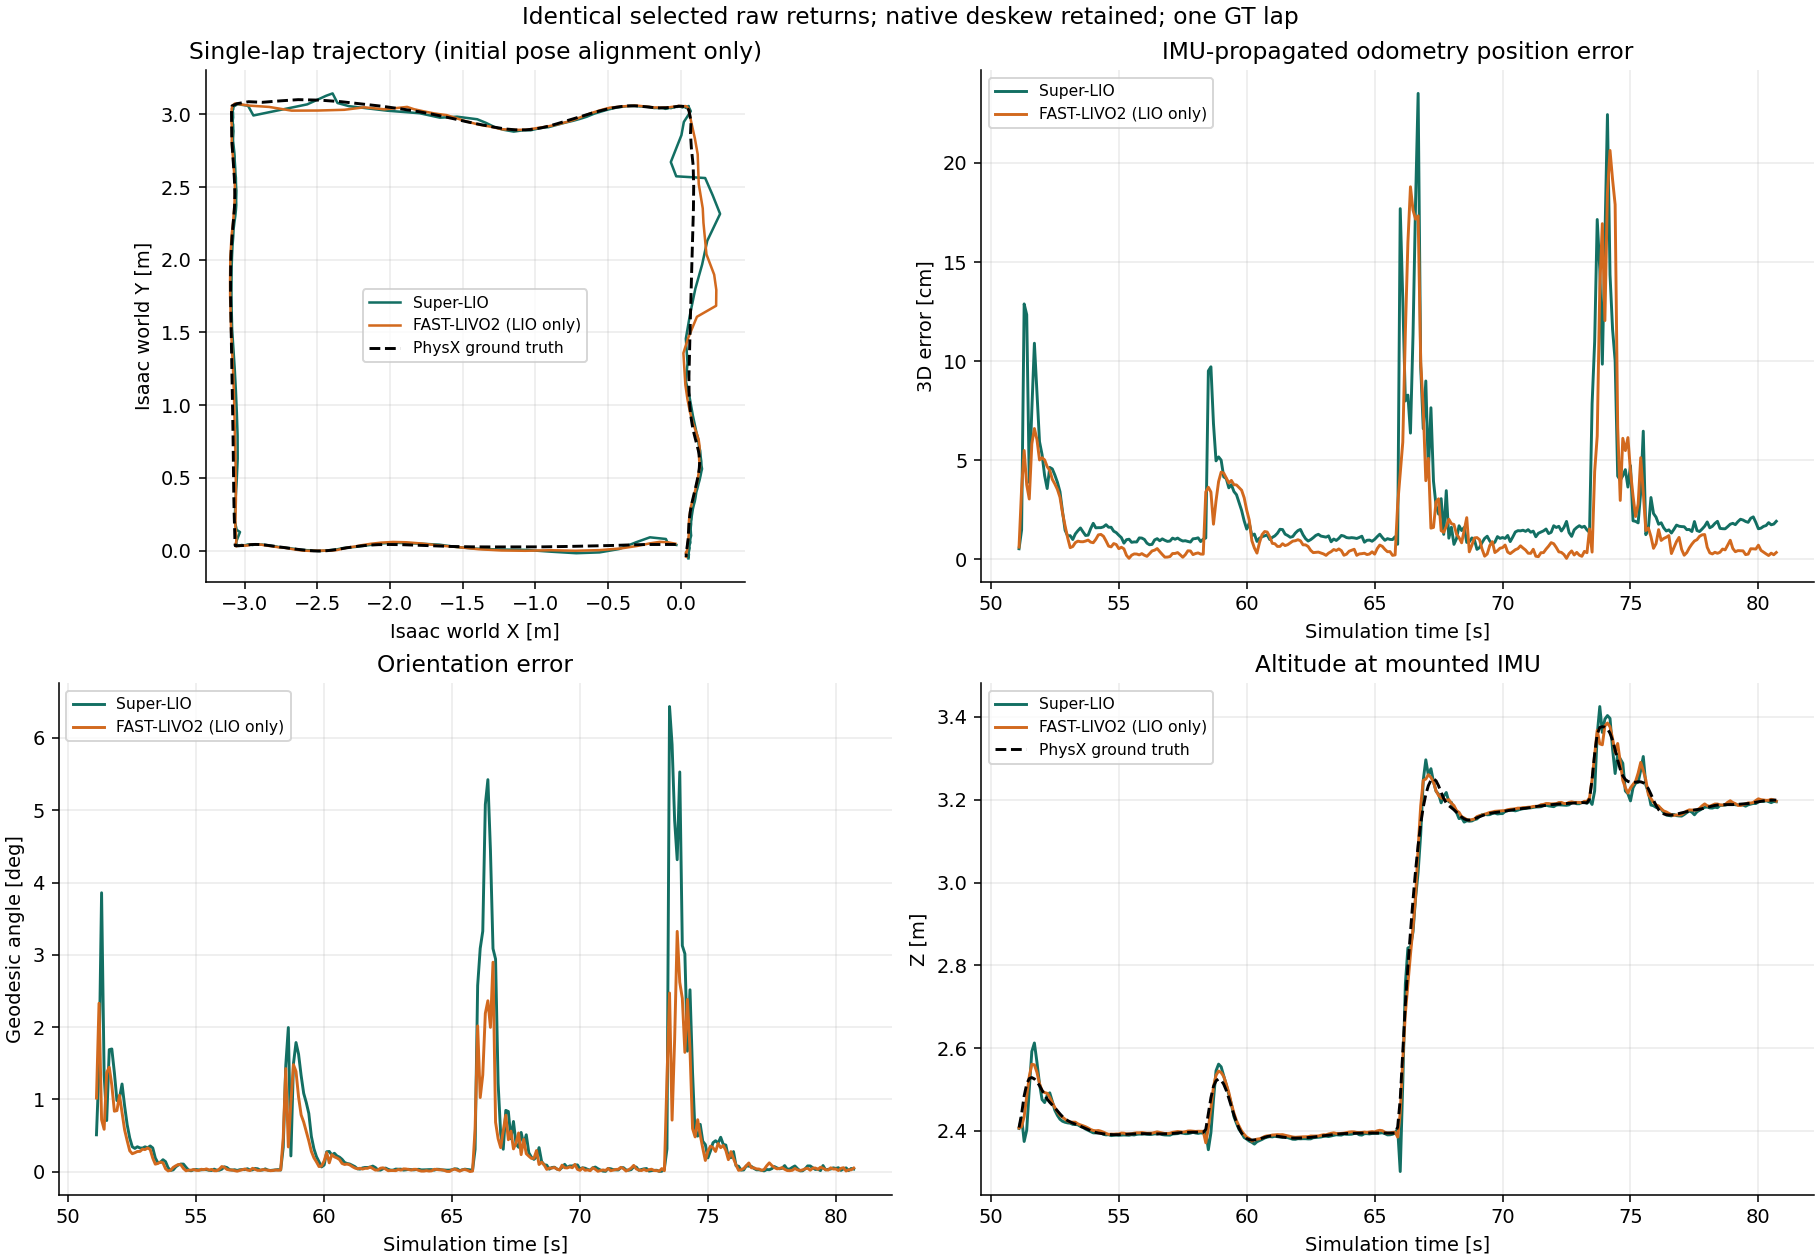 Identical selected raw returns; native deskew retained; one GT lap
Single-lap trajectory (initial pose alignment only)
3.0
2.5
2.0
1.5
1.0
0.5
0.0
Isaac world Y [m]
Super-LIO
FAST-LIVO2 (LIO only)
PhysX ground truth
−3.0 −2.5 −2.0 −1.5 −1.0 −0.5 0.0
Isaac world X [m]
IMU-propagated odometry position error
Super-LIO
FAST-LIVO2 (LIO only)
20
15
10
5
0
3D error [cm]
50 55 60 65 70 75 80
Simulation time [s]
Orientation error
Super-LIO
FAST-LIVO2 (LIO only)
6
5
4
3
2
1
0
Geodesic angle [deg]
50 55 60 65 70 75 80
Simulation time [s]
Altitude at mounted IMU
Super-LIO
FAST-LIVO2 (LIO only)
PhysX ground truth
3.4
3.2
3.0
2.8
2.6
2.4
Z [m]
50 55 60 65 70 75 80
Simulation time [s]